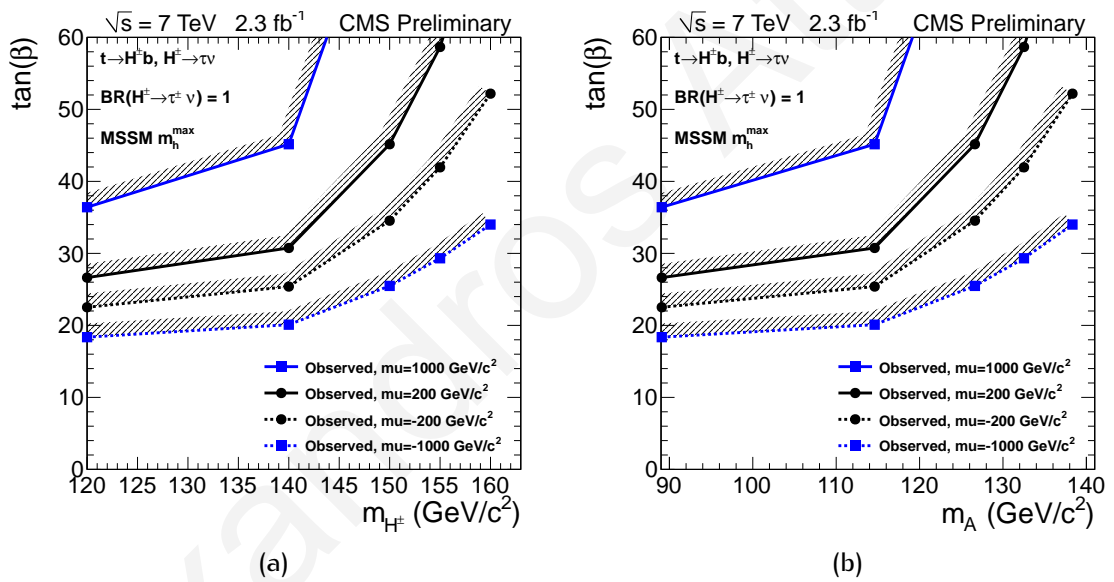 √s = 7 TeV 2.3 fb⁻¹ CMS Preliminary
tan(β)
60
50
40
30
20
10
0
t→H±b, H±→τν
BR(H±→τ± ν) = 1
MSSM m_h^max
Observed, mu=1000 GeV/c²
Observed, mu=200 GeV/c²
Observed, mu=-200 GeV/c²
Observed, mu=-1000 GeV/c²
120 125 130 135 140 145 150 155 160
m_H± (GeV/c²)
(a)
√s = 7 TeV 2.3 fb⁻¹ CMS Preliminary
tan(β)
60
50
40
30
20
10
0
t→H±b, H±→τν
BR(H±→τ± ν) = 1
MSSM m_h^max
Observed, mu=1000 GeV/c²
Observed, mu=200 GeV/c²
Observed, mu=-200 GeV/c²
Observed, mu=-1000 GeV/c²
90 100 110 120 130 140
m_A (GeV/c²)
(b)